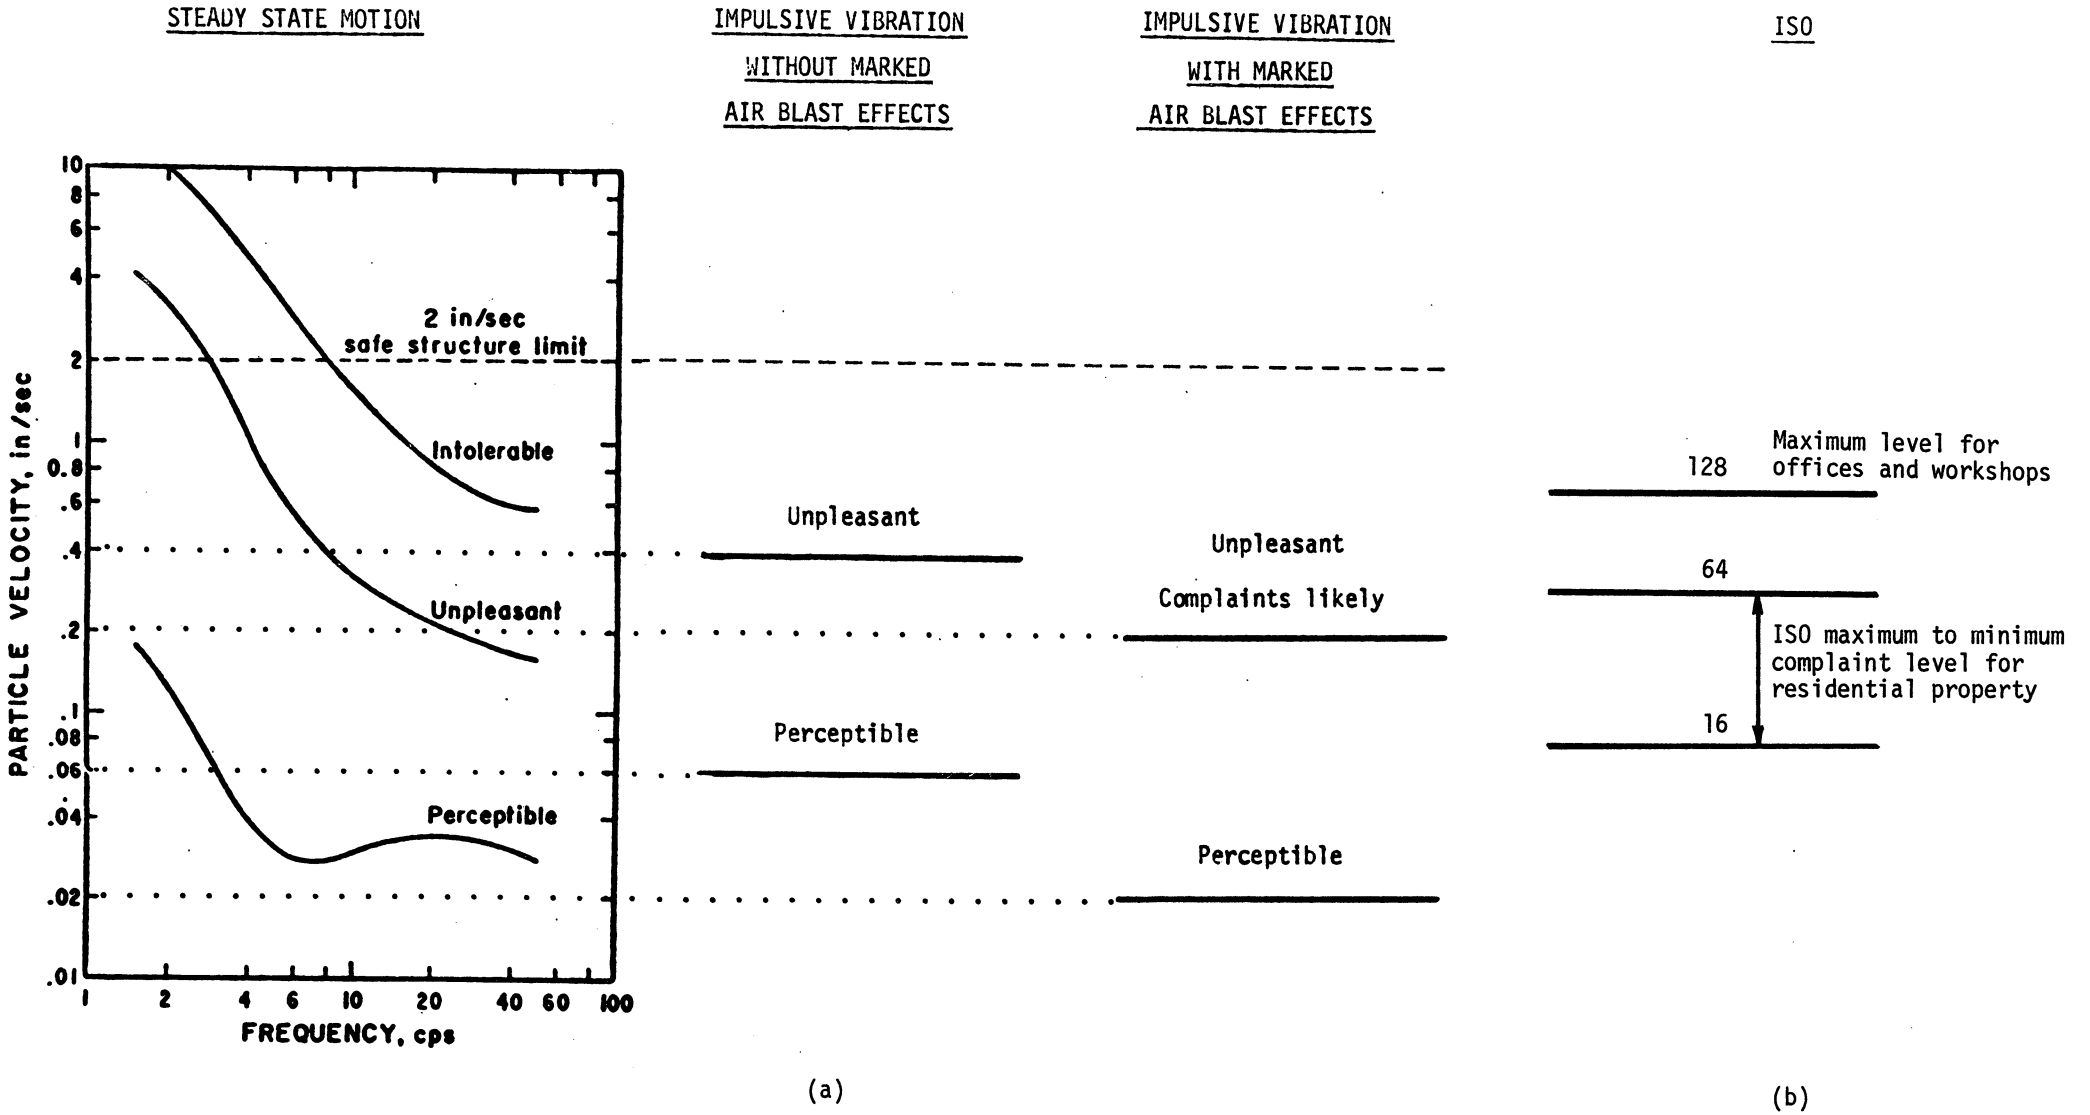 STEADY STATE MOTION
IMPULSIVE VIBRATION
WITHOUT MARKED
AIR BLAST EFFECTS
IMPULSIVE VIBRATION
WITH MARKED
AIR BLAST EFFECTS
ISO
PARTICLE VELOCITY, in/sec
10
8
6
4
2
1
0.8
.6
.4
.2
.1
.08
.06
.04
.02
.01
2 in/sec
safe structure limit
Intolerable
Unpleasant
Perceptible
1 2 4 6 10 20 40 60 100
FREQUENCY, cps
Unpleasant
Perceptible
Unpleasant
Complaints likely
Perceptible
128
Maximum level for
offices and workshops
64
ISO maximum to minimum
complaint level for
residential property
16
(a)
(b)